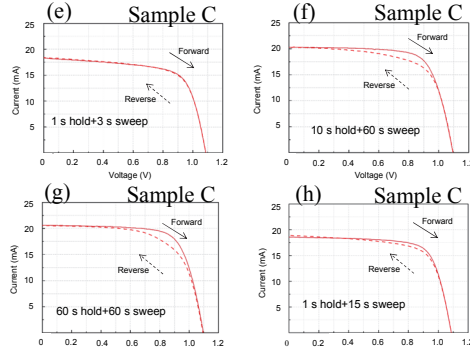 (e) Sample C
25
20
15
10
5
Current (mA)
Forward
Reverse
1 s hold+3 s sweep
0 0.2 0.4 0.6 0.8 1.0 1.2
Voltage (V)
(f) Sample C
25
20
15
10
5
Current (mA)
Forward
Reverse
10 s hold+60 s sweep
0 0.2 0.4 0.6 0.8 1.0 1.2
Voltage (V)
(g) Sample C
25
20
15
10
5
Current (mA)
Forward
Reverse
60 s hold+60 s sweep
0 0.2 0.4 0.6 0.8 1.0 1.2
(h) Sample C
25
20
15
10
5
Current (mA)
Forward
Reverse
1 s hold+15 s sweep
0 0.2 0.4 0.6 0.8 1.0 1.2